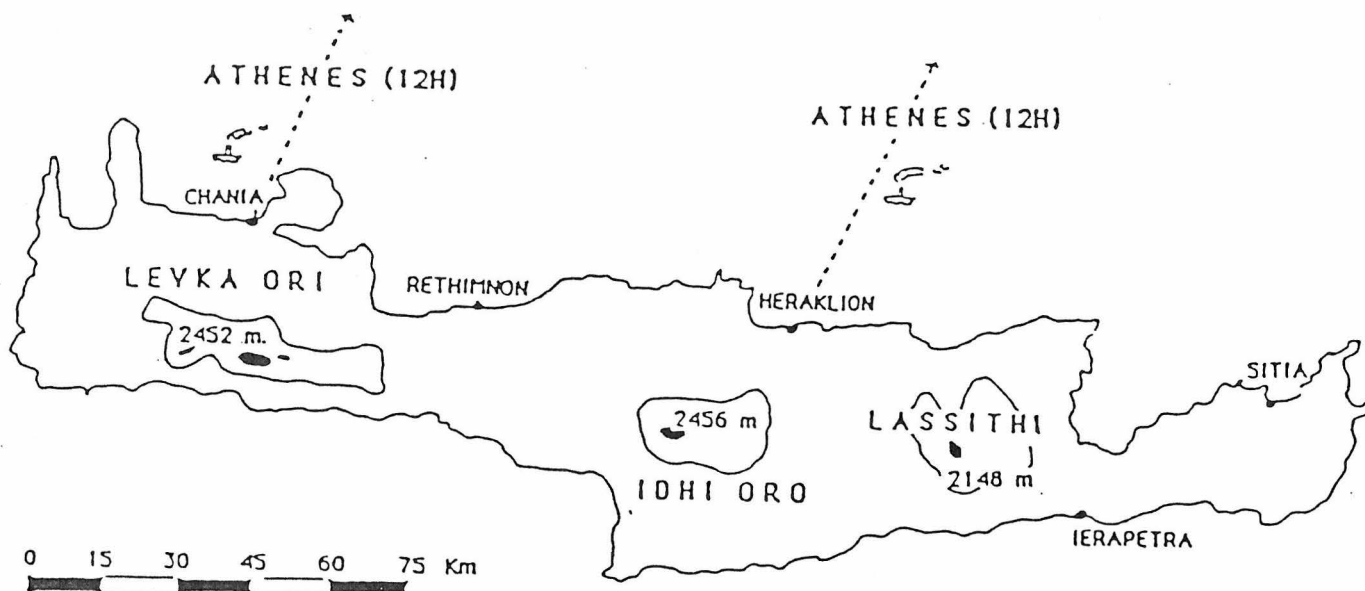 ATHENES (12H)
ATHENES (12H)
CHANIA
LEVKA ORI
RETHIMNON
HERAKLION
2452 m.
SITIA
2456 m
LASSITHI
2148 m
IDHI ORO
IERAPETRA
0 15 30 45 60 75 Km